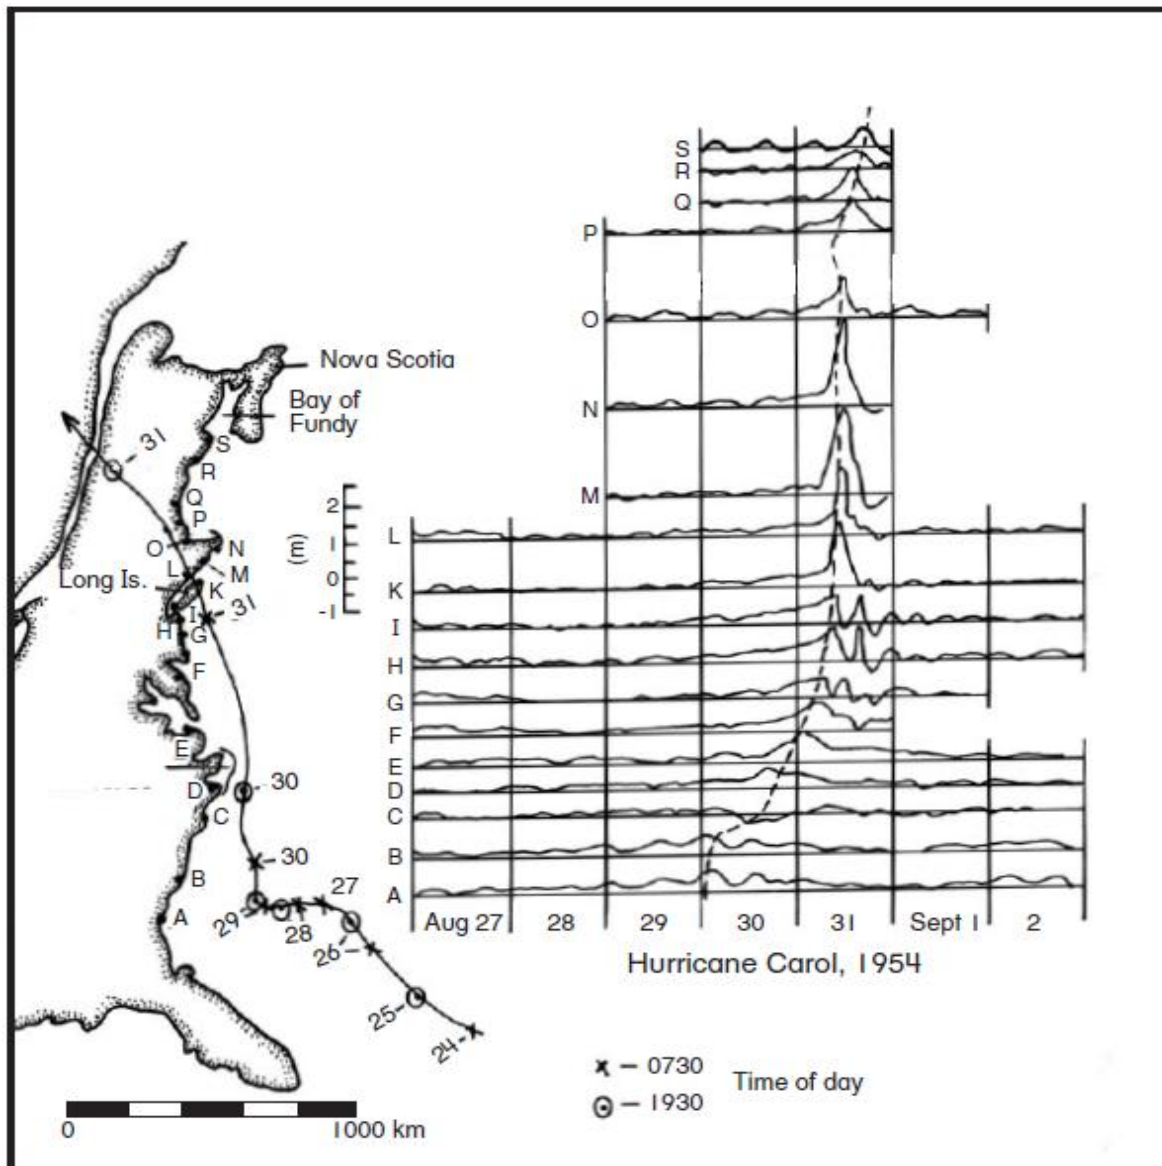 S
R
Q
P
O
N
M
L
K
I
H
G
F
E
D
C
B
A
Aug 27 28 29 30 31 Sept 1 2
Hurricane Carol, 1954
Nova Scotia
Bay of
Fundy
31
S
R
Q
P
O
N
L
M
Long Is.
K
31
I
H
G
F
E
D
30
C
30
B
27
A
29
28
26
25
24
2
1
0
-1
(m)
x – 0730
Time of day
⊙ – 1930
0 1000 km